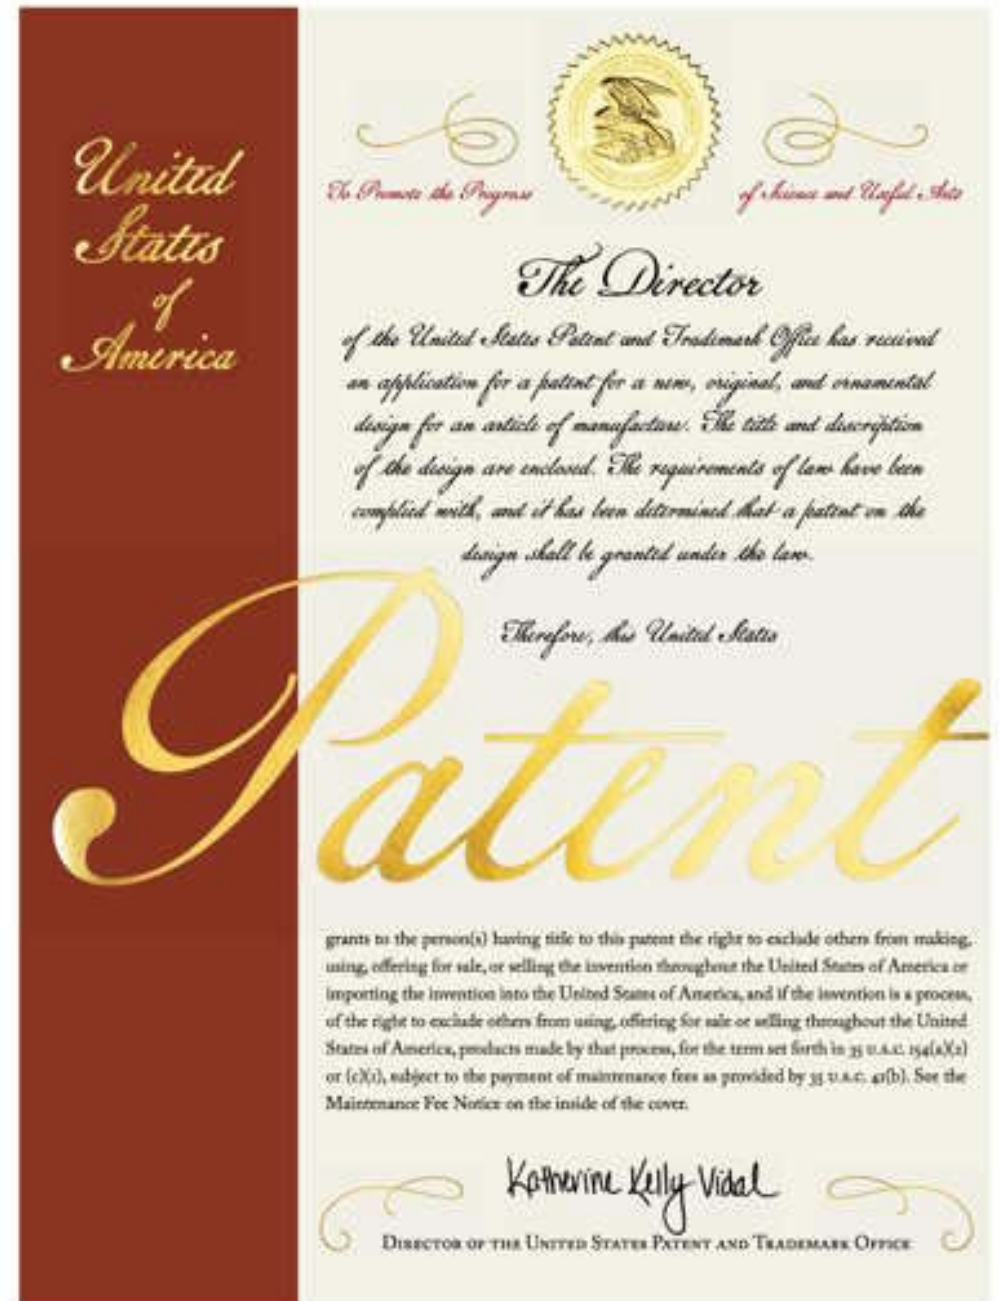 United
States
of
America
To Promote the Progress
of Science and Useful Arts
The Director
of the United States Patent and Trademark Office has received
an application for a patent for a new, original, and ornamental
design for an article of manufacture. The title and description
of the design are enclosed. The requirements of law have been
complied with, and it has been determined that a patent on the
design shall be granted under the law.
Therefore, this United States
Patent
grants to the person(s) having title to this patent the right to exclude others from making,
using, offering for sale, or selling the invention throughout the United States of America or
importing the invention into the United States of America, and if the invention is a process,
of the right to exclude others from using, offering for sale or selling throughout the United
States of America, products made by that process, for the term set forth in 35 U.S.C. 154(a)(2)
or (c)(1), subject to the payment of maintenance fees as provided by 35 U.S.C. 41(b). See the
Maintenance Fee Notice on the inside of the cover.
Katherine Kelly Vidal
Director of the United States Patent and Trademark Office